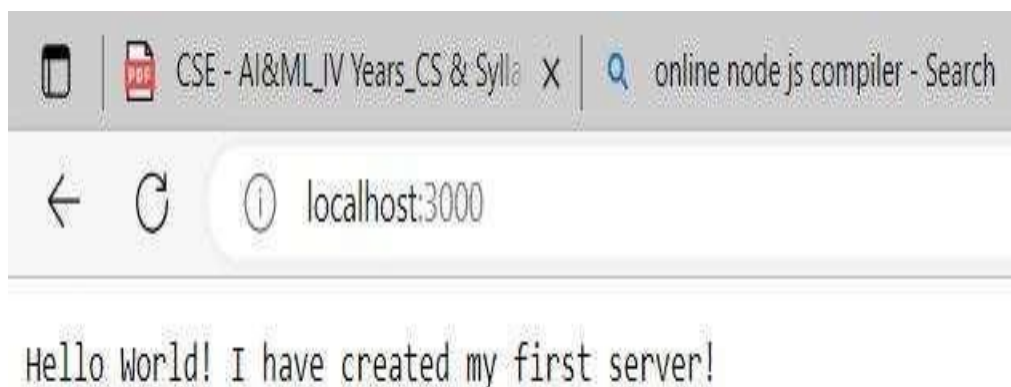 PDF CSE - AI&ML_IV Years_CS & Sylla online node js compiler - Search
localhost:3000
Hello World! I have created my first server!